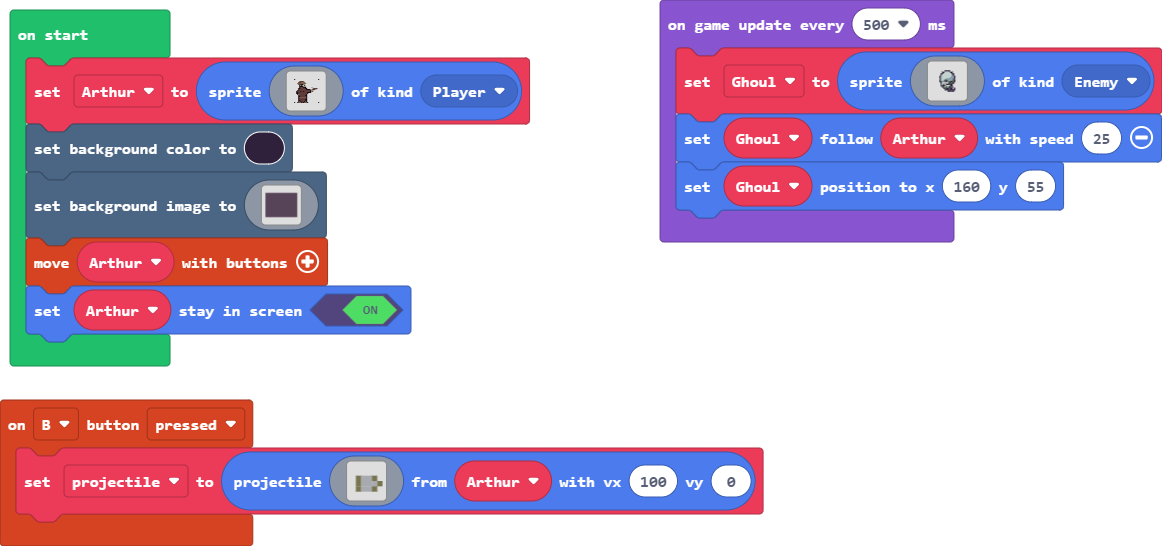 on start
set Arthur to sprite of kind Player
set background color to
set background image to
move Arthur with buttons
set Arthur stay in screen ON
on game update every 500 ms
set Ghoul to sprite of kind Enemy
set Ghoul follow Arthur with speed 25
set Ghoul position to x 160 y 55
on B button pressed
set projectile to projectile from Arthur with vx 100 vy 0